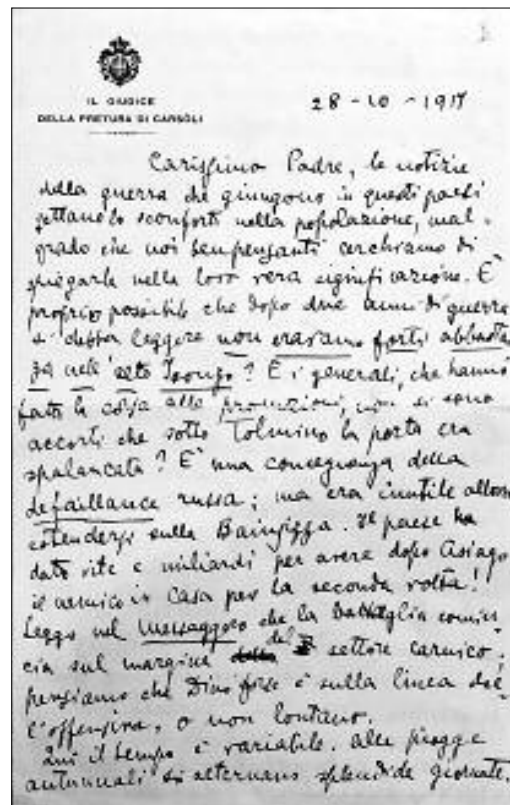 IL GIUDICE
DELLA PRETURA DI CARSÒLI
28-10-1917
Carissimo Padre, le notizie
della guerra che giungono in questi paesi
gettano lo sconforto nella popolazione, mal-
grado che noi benpensanti cerchiamo di
spiegarle nella loro vera significazione. È
proprio possibile che dopo due anni di guerra
si debba leggere non eravamo forti abbastan
za nell'alto Isonzo? E i generali, che hanno
fatto la corsa alle promozioni, non si sono
accorti che sotto Tolmino la porta era
spalancata? E' una conseguenza della
defaillance russa; ma era inutile allora
estendersi sulla Bainsizza. Il paese ha
dato vite e miliardi per avere dopo Asiago
il nemico in casa per la seconda volta!
Leggo nel Messaggero che la battaglia comin
cia sul margine del settore carnico;
pensiamo che Dino forse è sulla linea del
l'offensiva, o non lontano.
Qui il tempo è variabile. Alle piogge
autunnali si alternano splendide giornate.